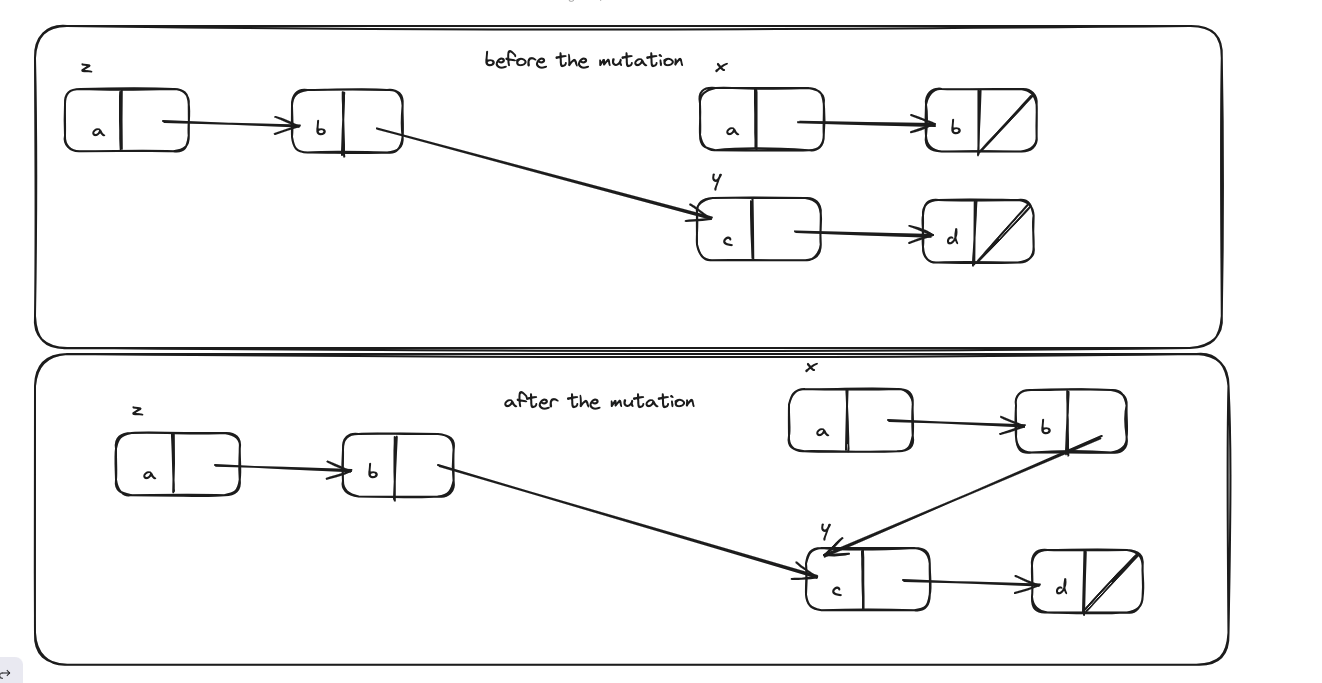 before the mutation
z
x
a
b
a
b
y
c
d
after the mutation
x
z
a
b
a
b
y
c
d